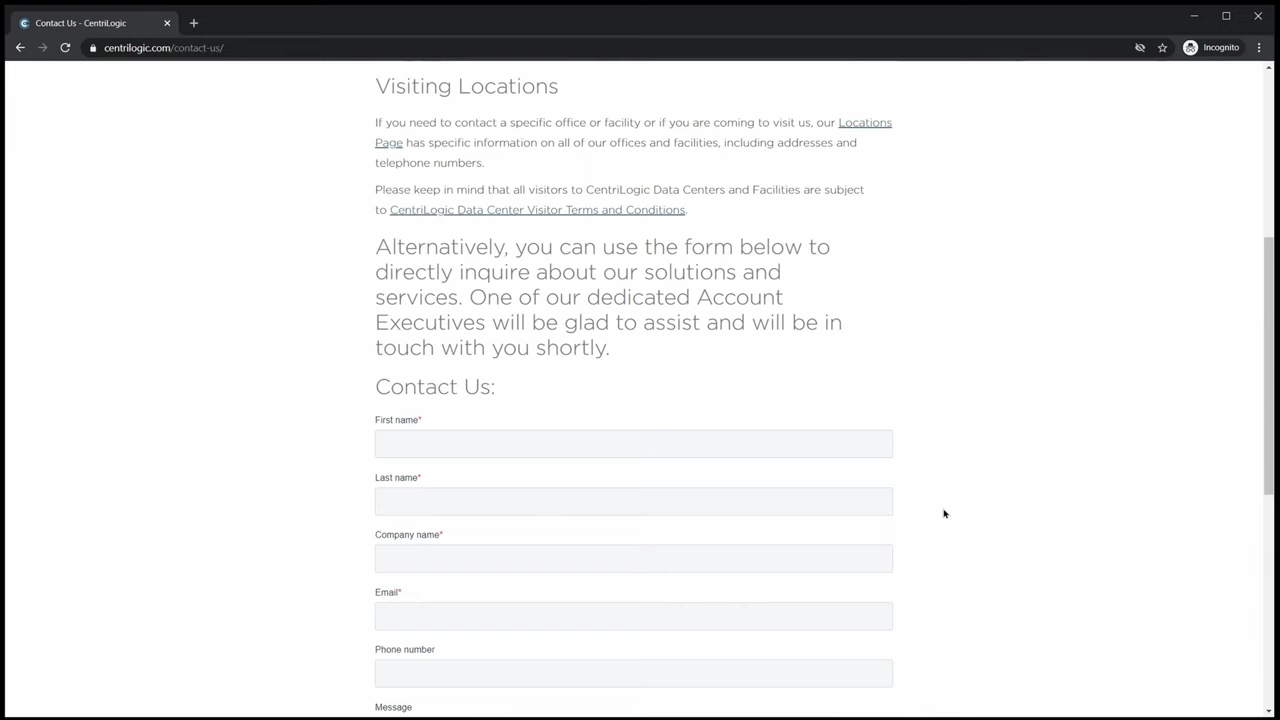 Contact Us - CentriLogic
centrilogic.com/contact-us/
Incognito
Visiting Locations
If you need to contact a specific office or facility or if you are coming to visit us, our Locations
Page has specific information on all of our offices and facilities, including addresses and
telephone numbers.
Please keep in mind that all visitors to CentriLogic Data Centers and Facilities are subject
to CentriLogic Data Center Visitor Terms and Conditions.
Alternatively, you can use the form below to
directly inquire about our solutions and
services. One of our dedicated Account
Executives will be glad to assist and will be in
touch with you shortly.
Contact Us:
First name*
Last name*
Company name*
Email*
Phone number
Message